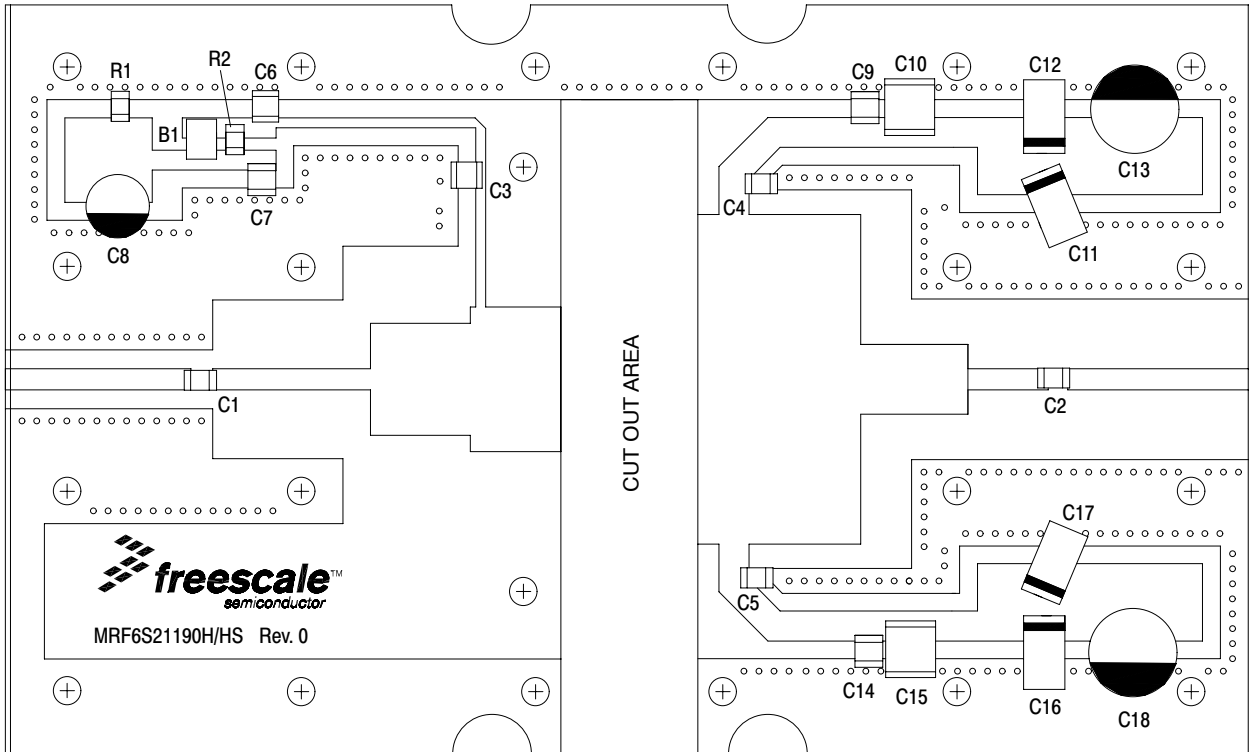 R1
R2
C6
C9
C10
C12
B1
C3
C13
C7
C4
C8
C11
CUT OUT AREA
C1
C2
C17
freescale™
semiconductor
C5
MRF6S21190H/HS Rev. 0
C14
C15
C16
C18